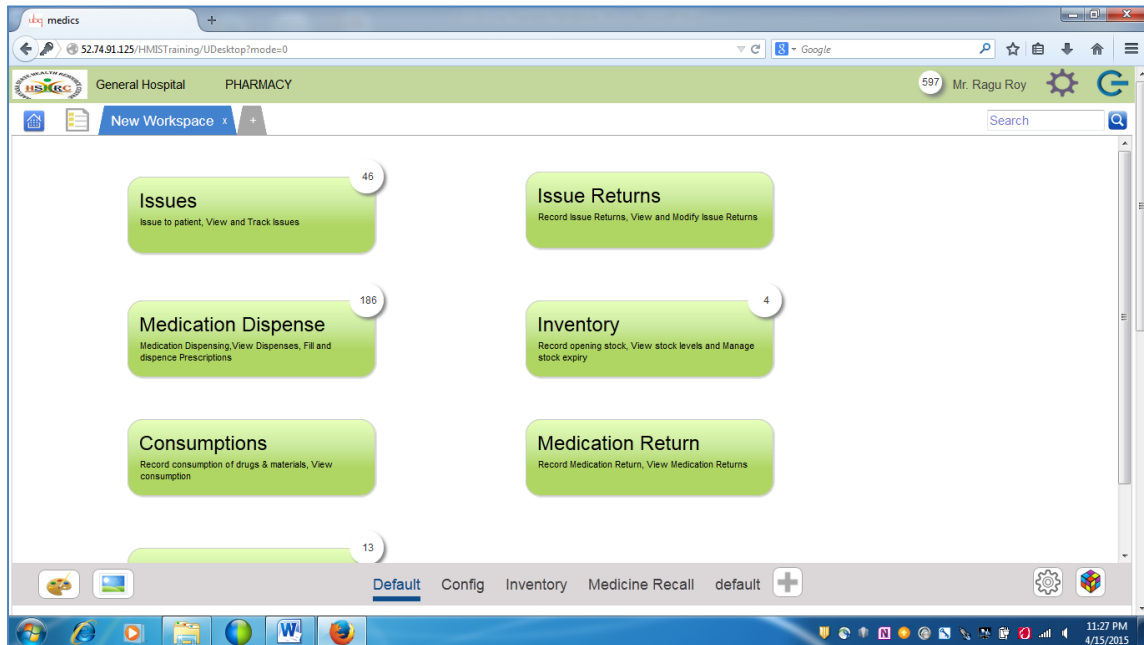 ubq medics
52.74.91.125/HMISTraining/UDesktop?mode=0
Google
HSHRC
General Hospital
PHARMACY
597
Mr. Ragu Roy
New Workspace x
+
Search
46
Issues
Issue to patient, View and Track Issues
Issue Returns
Record Issue Returns, View and Modify Issue Returns
186
Medication Dispense
Medication Dispensing,View Dispenses, Fill and
dispence Prescriptions
4
Inventory
Record opening stock, View stock levels and Manage
stock expiry
Consumptions
Record consumption of drugs & materials, View
consumption
Medication Return
Record Medication Return, View Medication Returns
13
Default
Config
Inventory
Medicine Recall
default
11:27 PM
4/15/2015